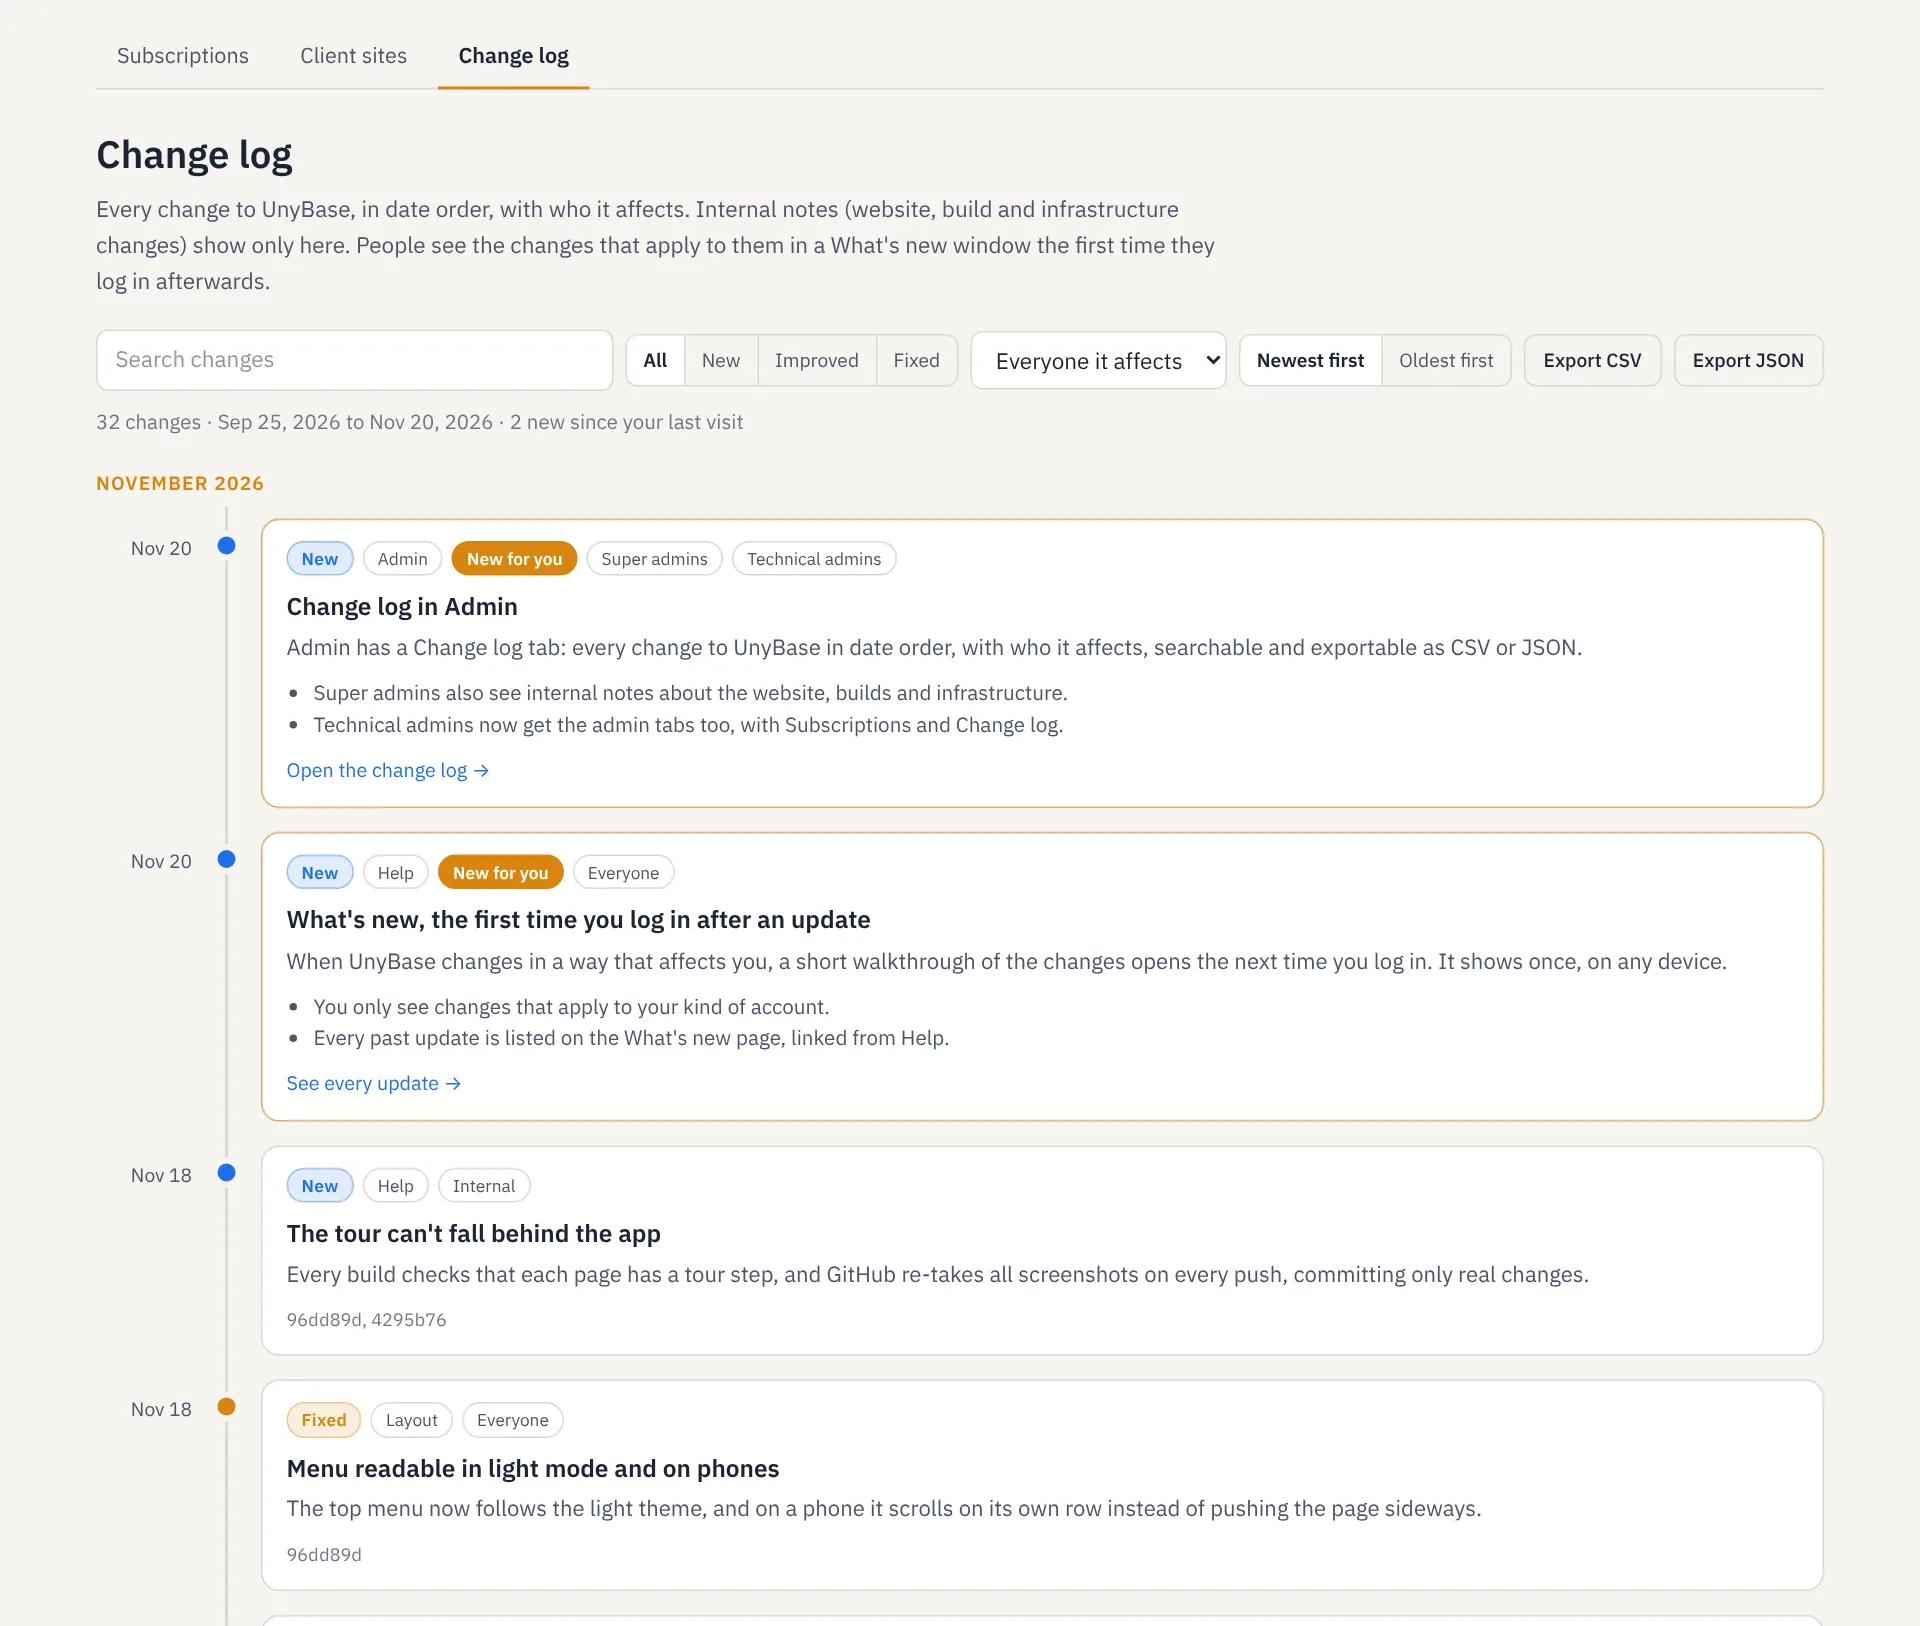 Subscriptions Client sites Change log
Change log
Every change to UnyBase, in date order, with who it affects. Internal notes (website, build and infrastructure
changes) show only here. People see the changes that apply to them in a What's new window the first time they
log in afterwards.
Search changes All New Improved Fixed Everyone it affects Newest first Oldest first Export CSV Export JSON
32 changes · Sep 25, 2026 to Nov 20, 2026 · 2 new since your last visit
NOVEMBER 2026
Nov 20 New Admin New for you Super admins Technical admins
Change log in Admin
Admin has a Change log tab: every change to UnyBase in date order, with who it affects, searchable and exportable as CSV or JSON.
• Super admins also see internal notes about the website, builds and infrastructure.
• Technical admins now get the admin tabs too, with Subscriptions and Change log.
Open the change log →
Nov 20 New Help New for you Everyone
What's new, the first time you log in after an update
When UnyBase changes in a way that affects you, a short walkthrough of the changes opens the next time you log in. It shows once, on any device.
• You only see changes that apply to your kind of account.
• Every past update is listed on the What's new page, linked from Help.
See every update →
Nov 18 New Help Internal
The tour can't fall behind the app
Every build checks that each page has a tour step, and GitHub re-takes all screenshots on every push, committing only real changes.
96dd89d, 4295b76
Nov 18 Fixed Layout Everyone
Menu readable in light mode and on phones
The top menu now follows the light theme, and on a phone it scrolls on its own row instead of pushing the page sideways.
96dd89d